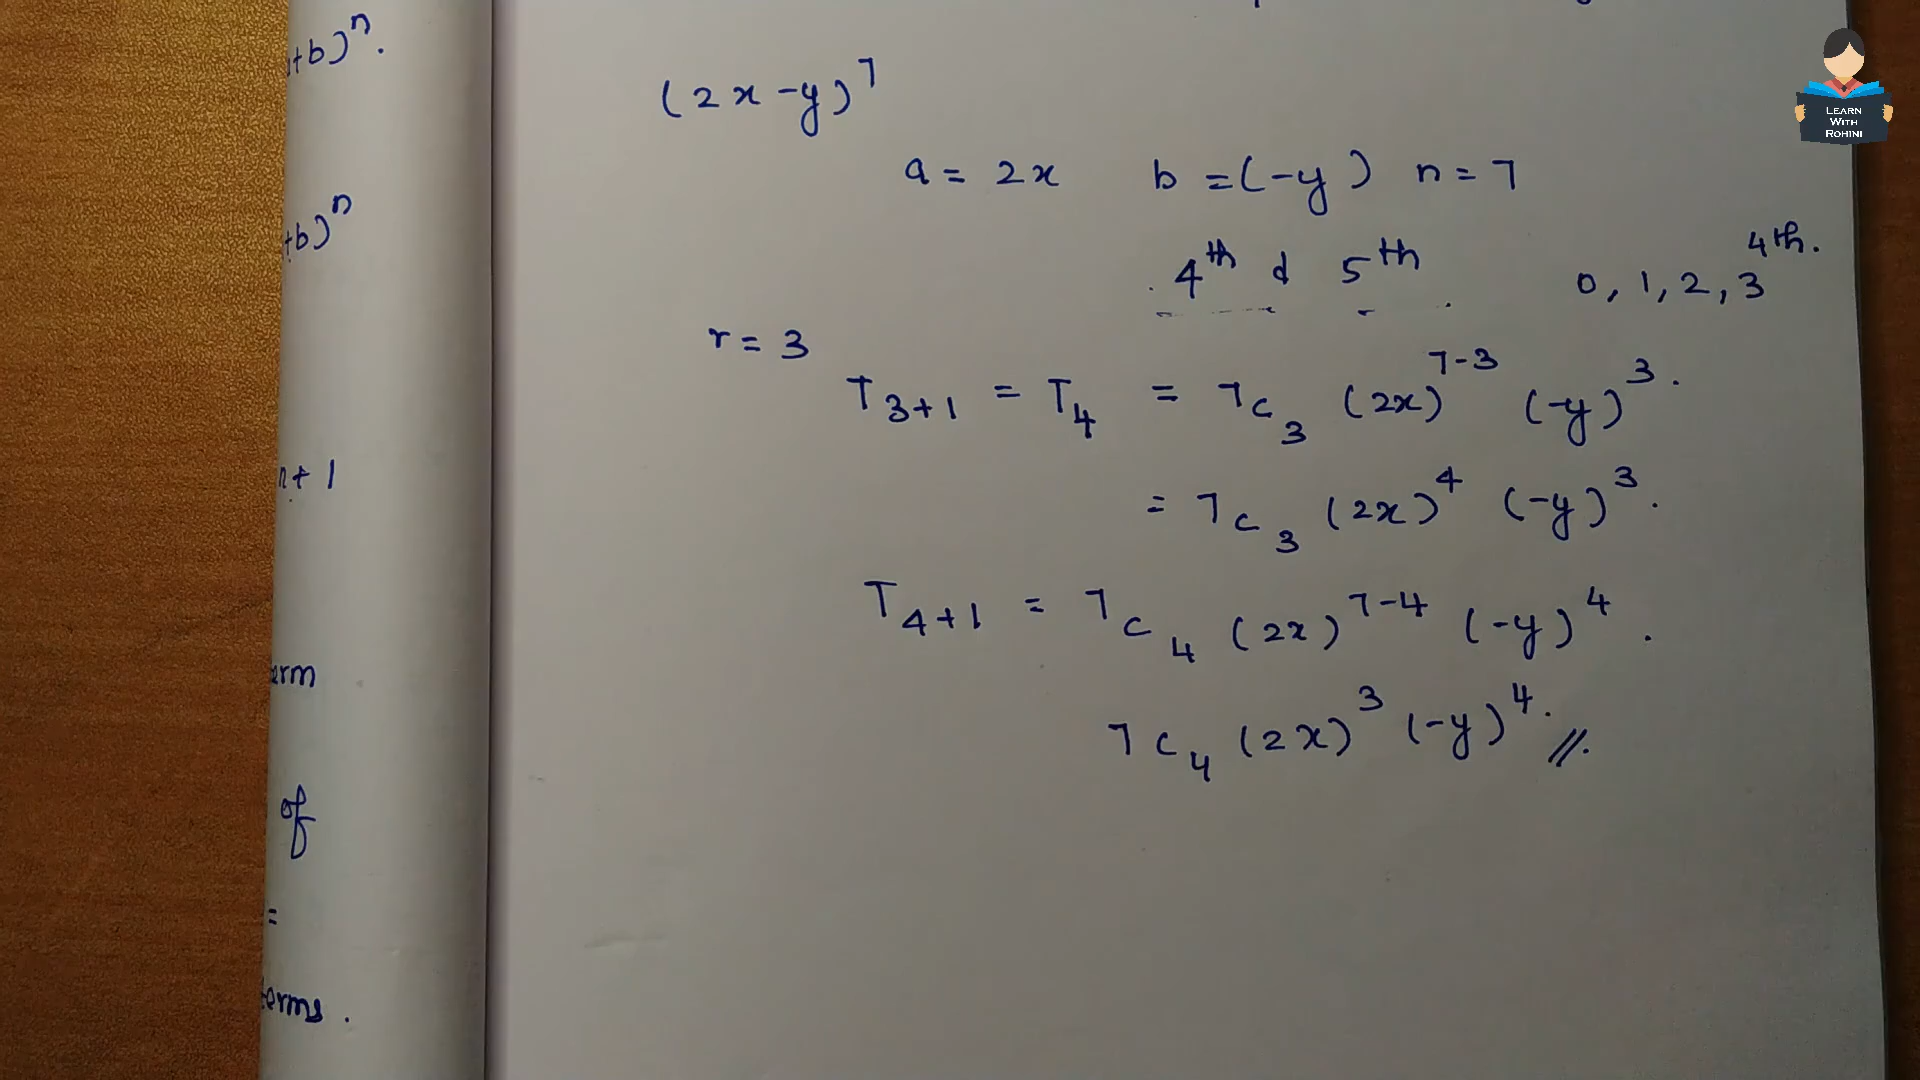 +b)ⁿ.
+b)ⁿ
n+1
erm
of
=
terms.
(2x-y)⁷
a = 2x b = (-y) n = 7
4th & 5th
4th.
0, 1, 2, 3
r = 3
T₃₊₁ = T₄ = 7C₃ (2x)⁷⁻³ (-y)³.
= 7C₃ (2x)⁴ (-y)³.
T₄₊₁ = 7C₄ (2x)⁷⁻⁴ (-y)⁴.
7C₄ (2x)³ (-y)⁴. //.
LEARN
WITH
ROHINI